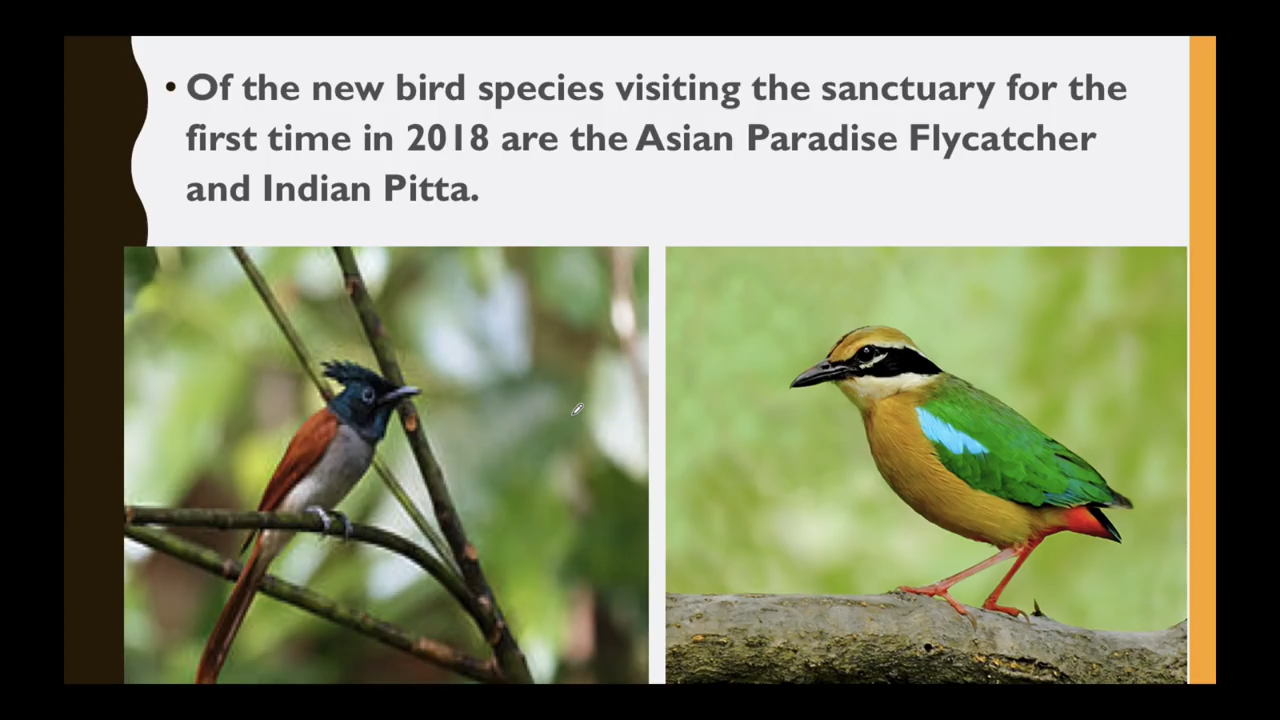 • Of the new bird species visiting the sanctuary for the
first time in 2018 are the Asian Paradise Flycatcher
and Indian Pitta.